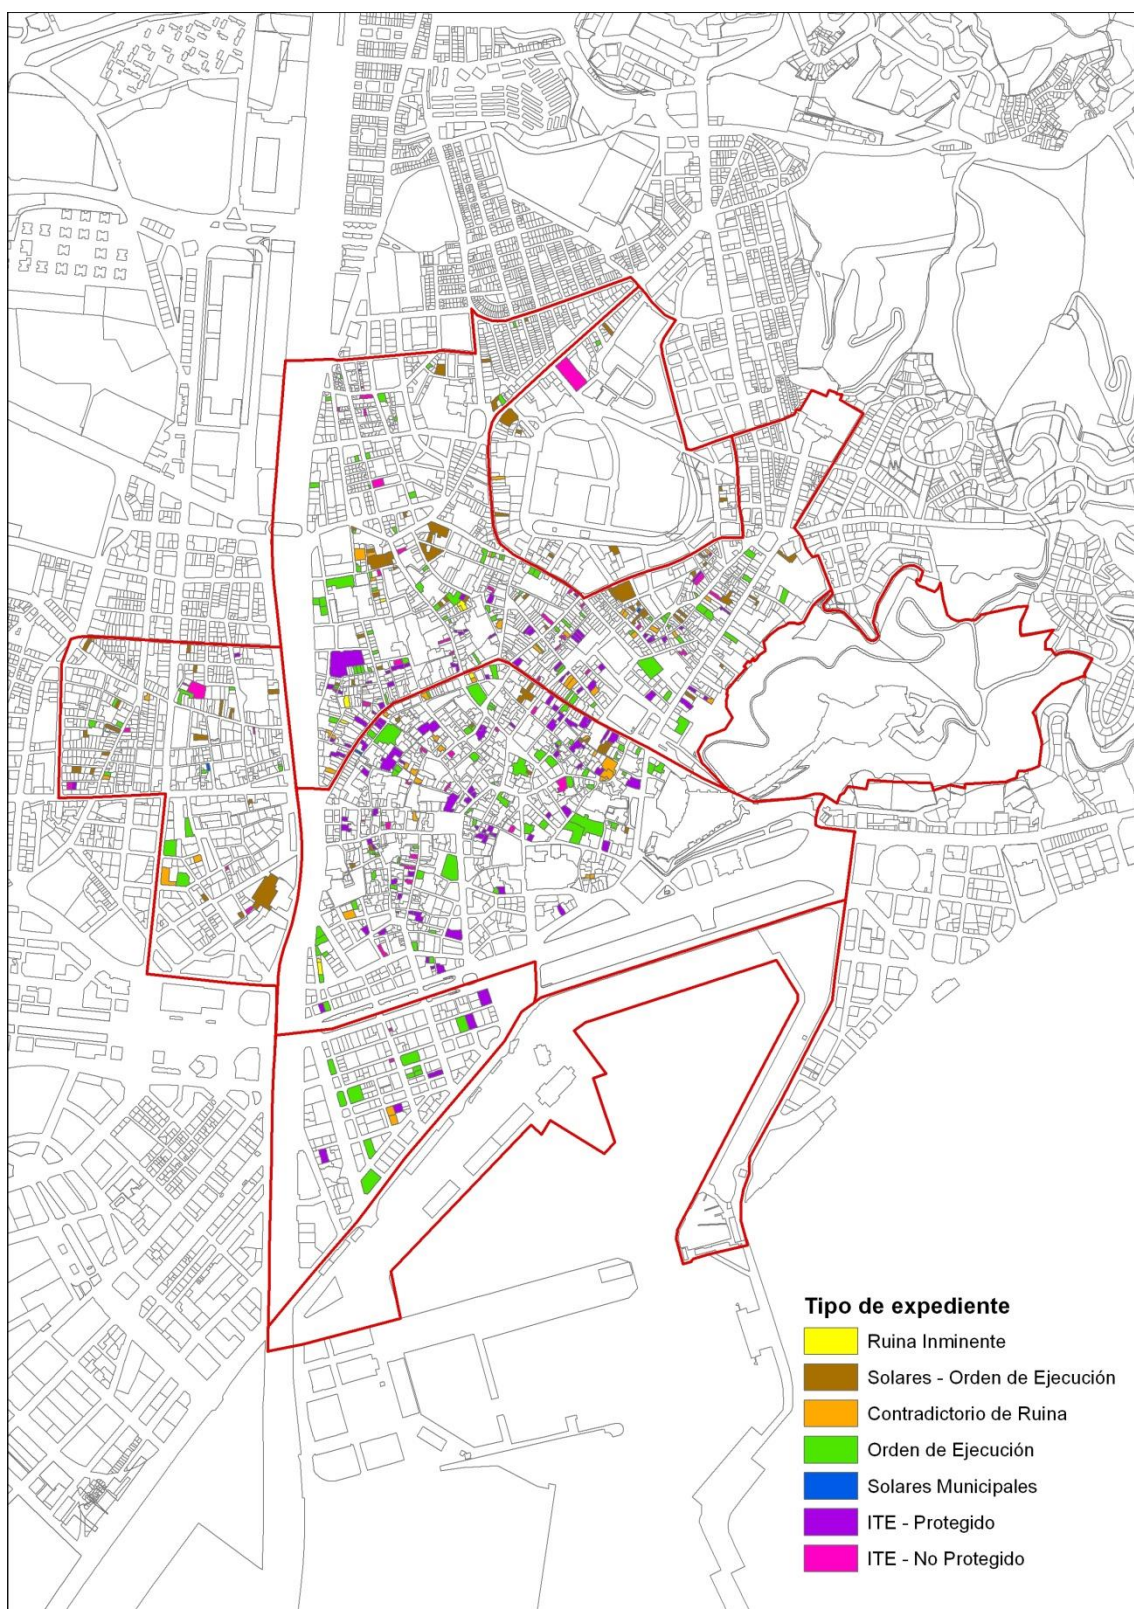 Tipo de expediente
Ruina Inminente
Solares - Orden de Ejecución
Contradictorio de Ruina
Orden de Ejecución
Solares Municipales
ITE - Protegido
ITE - No Protegido